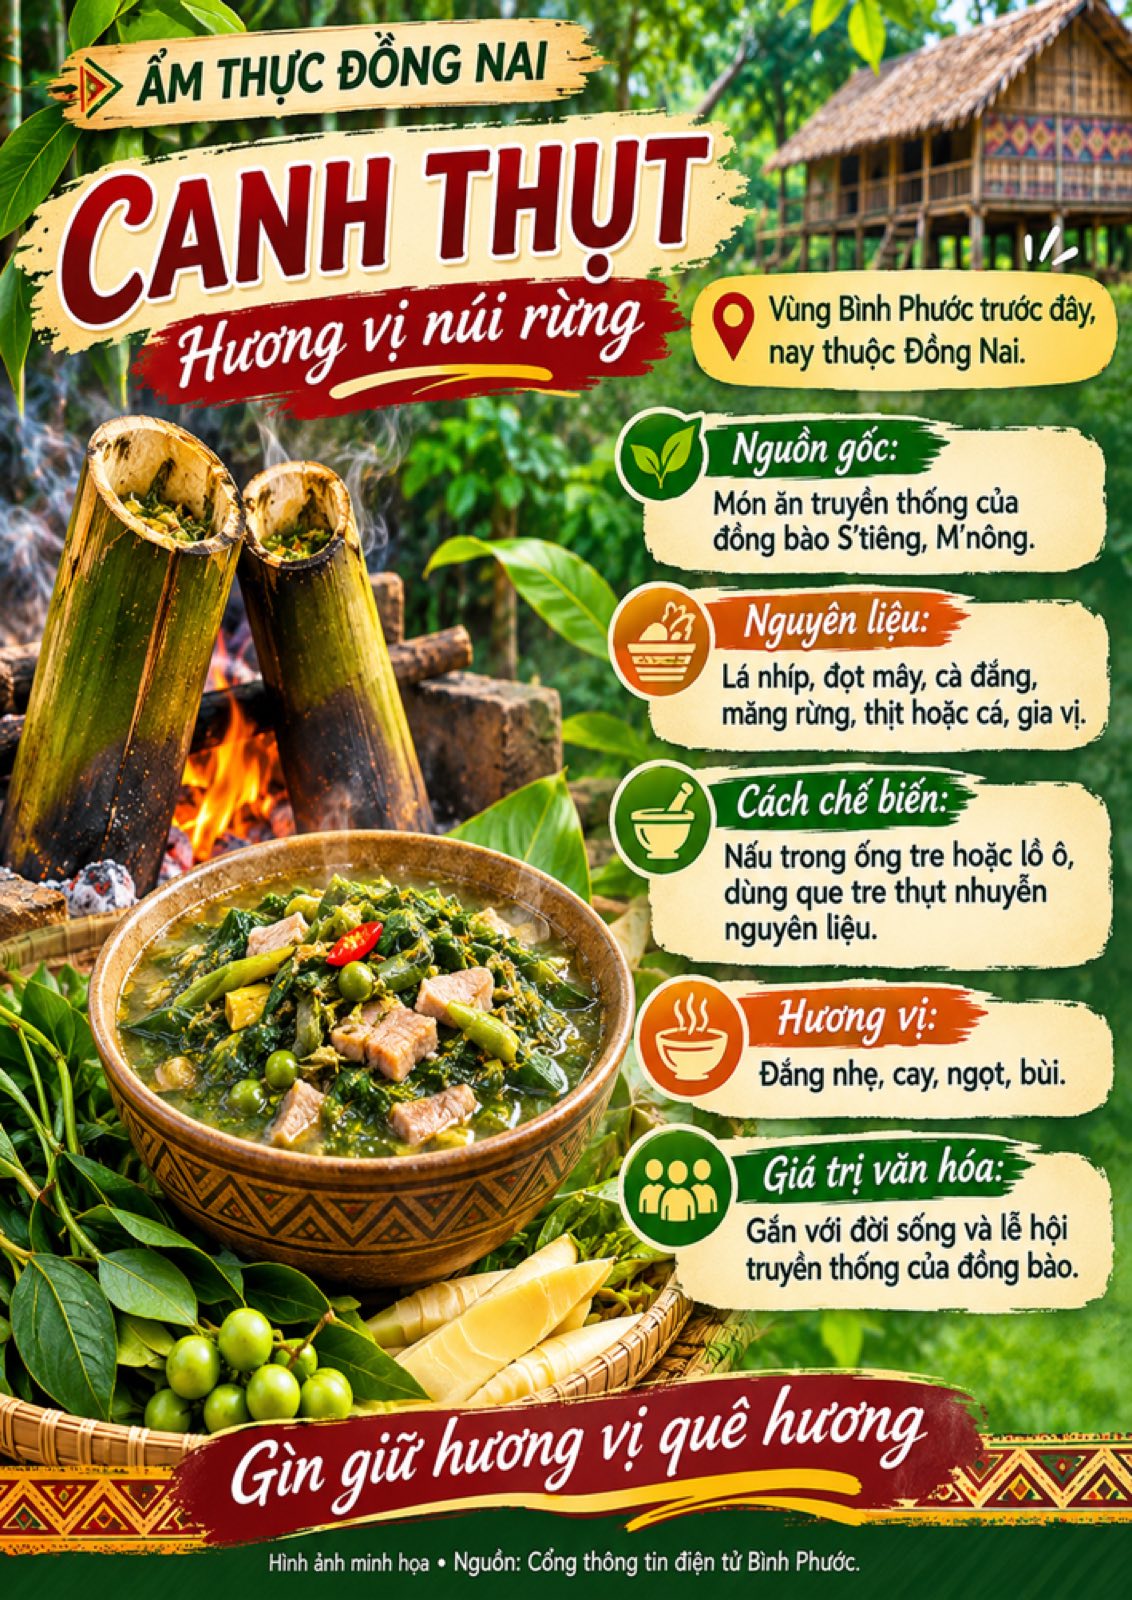 ẨM THỰC ĐỒNG NAI
CANH THỤT
Hương vị núi rừng
Vùng Bình Phước trước đây,
nay thuộc Đồng Nai.
Nguồn gốc:
Món ăn truyền thống của
đồng bào S'tiêng, M'nông.
Nguyên liệu:
Lá nhíp, đọt mây, cà đắng,
măng rừng, thịt hoặc cá, gia vị.
Cách chế biến:
Nấu trong ống tre hoặc lồ ô,
dùng que tre thụt nhuyễn
nguyên liệu.
Hương vị:
Đắng nhẹ, cay, ngọt, bùi.
Giá trị văn hóa:
Gắn với đời sống và lễ hội
truyền thống của đồng bào.
Gìn giữ hương vị quê hương
Hình ảnh minh họa • Nguồn: Cổng thông tin điện tử Bình Phước.